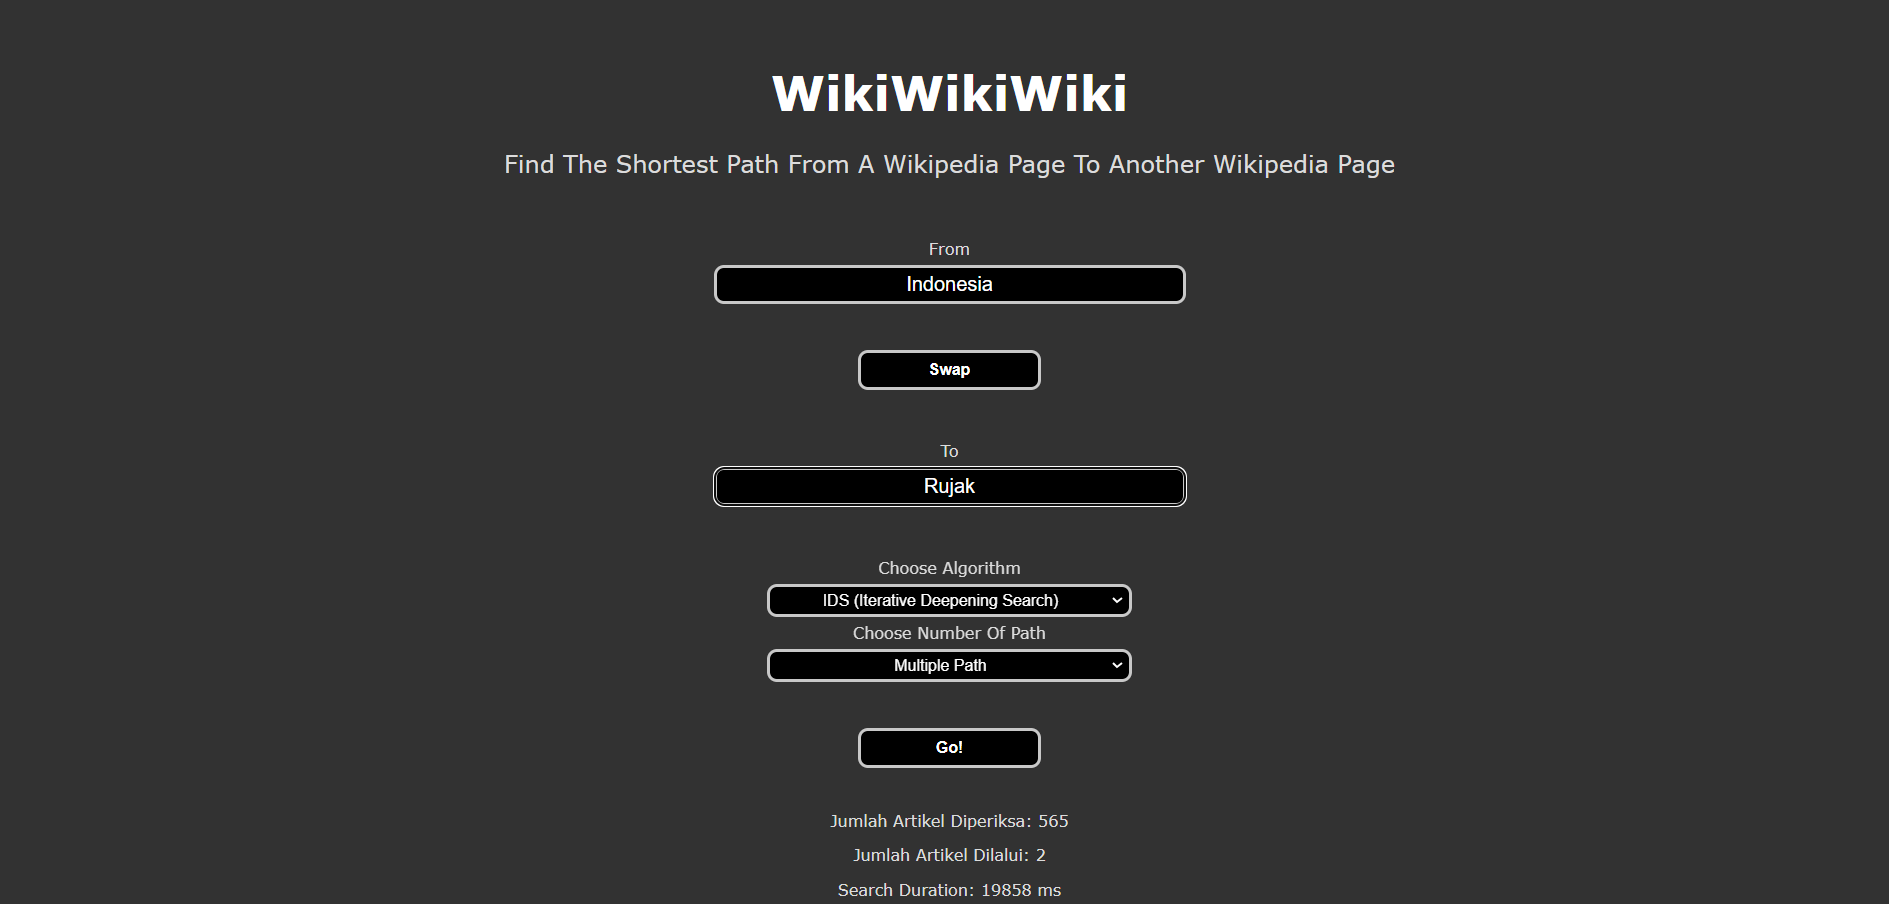 WikiWikiWiki
Find The Shortest Path From A Wikipedia Page To Another Wikipedia Page
From
Indonesia
Swap
To
Rujak
Choose Algorithm
IDS (Iterative Deepening Search)
Choose Number Of Path
Multiple Path
Go!
Jumlah Artikel Diperiksa: 565
Jumlah Artikel Dilalui: 2
Search Duration: 19858 ms